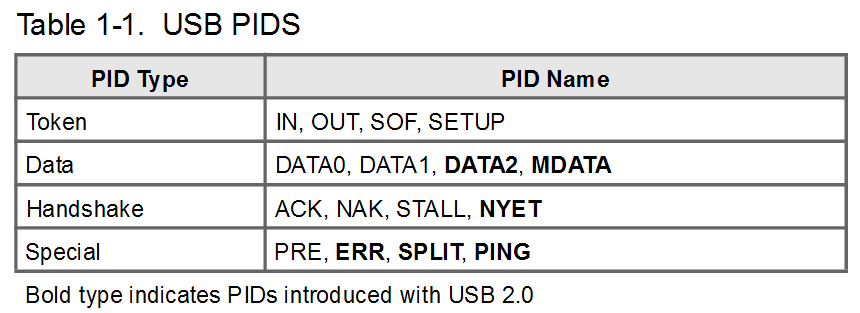 Table 1-1. USB PIDS
PID Type PID Name
Token IN, OUT, SOF, SETUP
Data DATA0, DATA1, DATA2, MDATA
Handshake ACK, NAK, STALL, NYET
Special PRE, ERR, SPLIT, PING
Bold type indicates PIDs introduced with USB 2.0